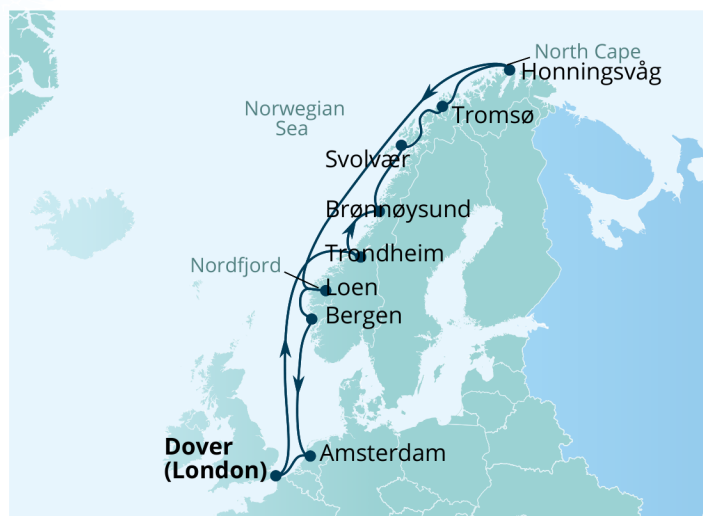 North Cape
Honningsvåg
Norwegian
Sea
Tromsø
Svolvær
Brønnøysund
Trondheim
Nordfjord
Loen
Bergen
Dover
(London)
Amsterdam